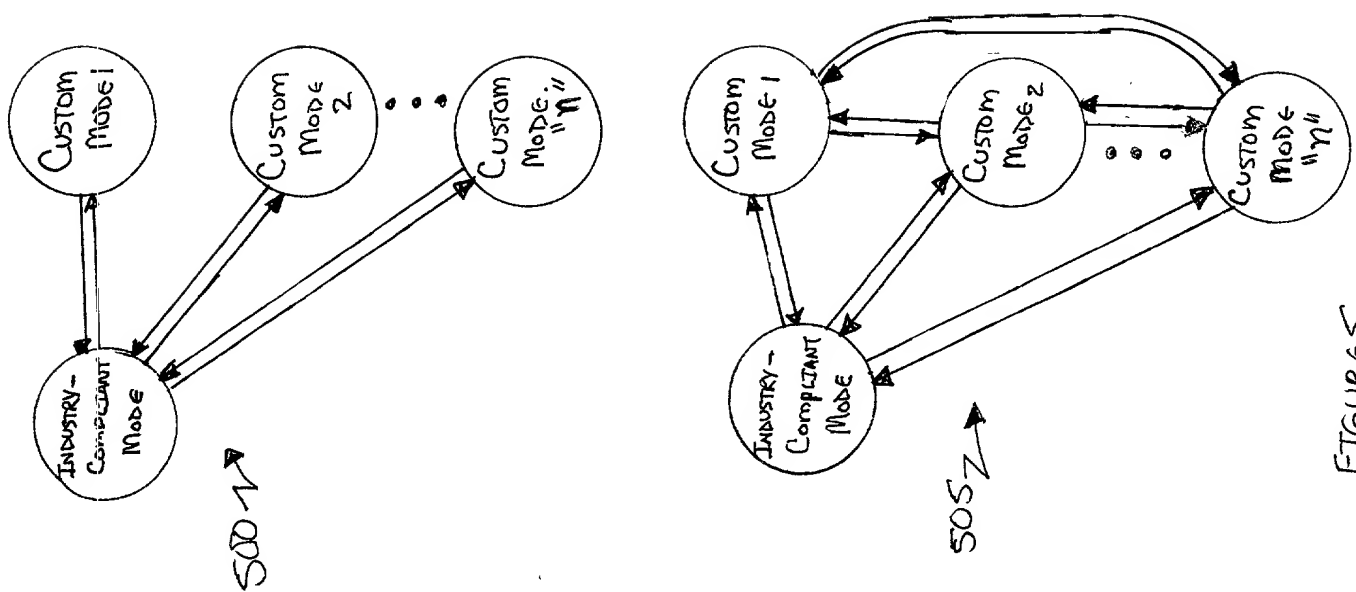 CUSTOM
MODE 1
CUSTOM
MODE
2
CUSTOM
MODE.
"n"
INDUSTRY-
COMPLIANT
MODE
500
CUSTOM
MODE 1
CUSTOM
MODE 2
CUSTOM
MODE
"n"
INDUSTRY-
COMPLIANT
MODE
505
FIGURE 5